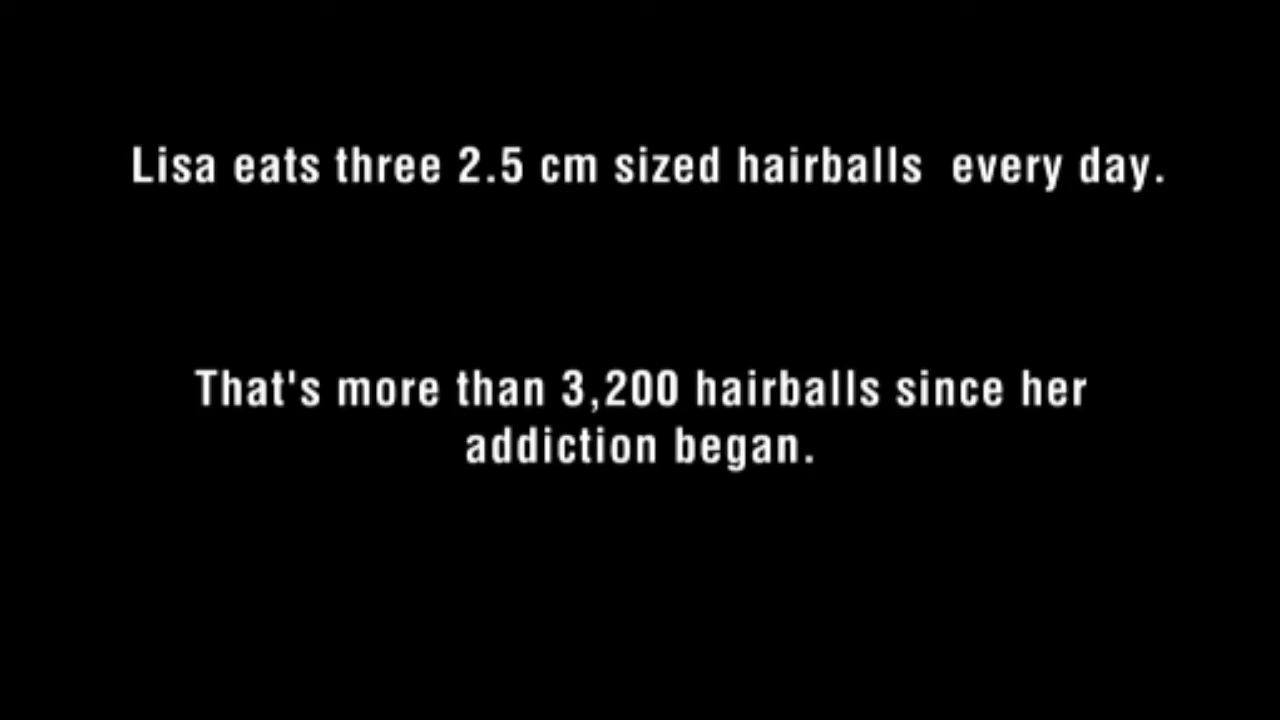 Lisa eats three 2.5 cm sized hairballs  every day.
That's more than 3,200 hairballs since her
addiction began.